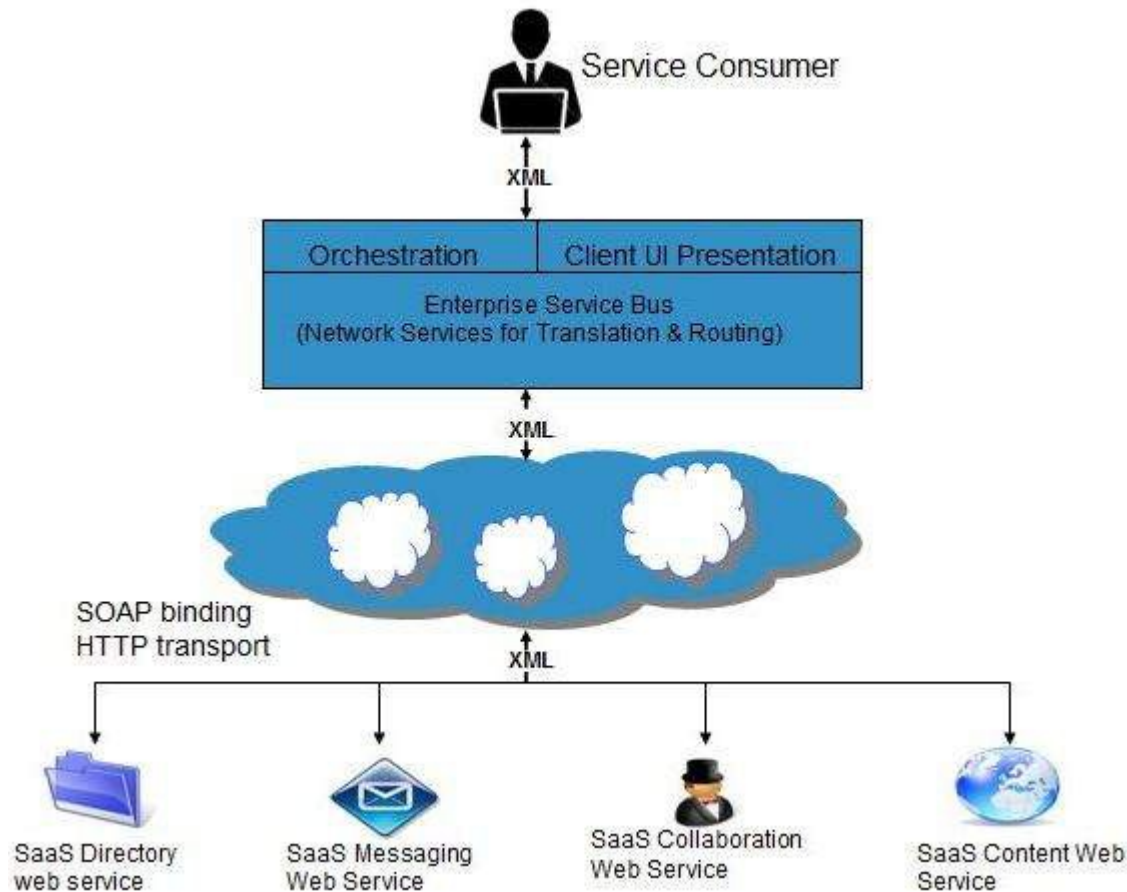 Service Consumer
XML
Orchestration
Client UI Presentation
Enterprise Service Bus
(Network Services for Translation & Routing)
XML
SOAP binding
HTTP transport
XML
SaaS Directory
web service
SaaS Messaging
Web Service
SaaS Collaboration
Web Service
SaaS Content Web
Service